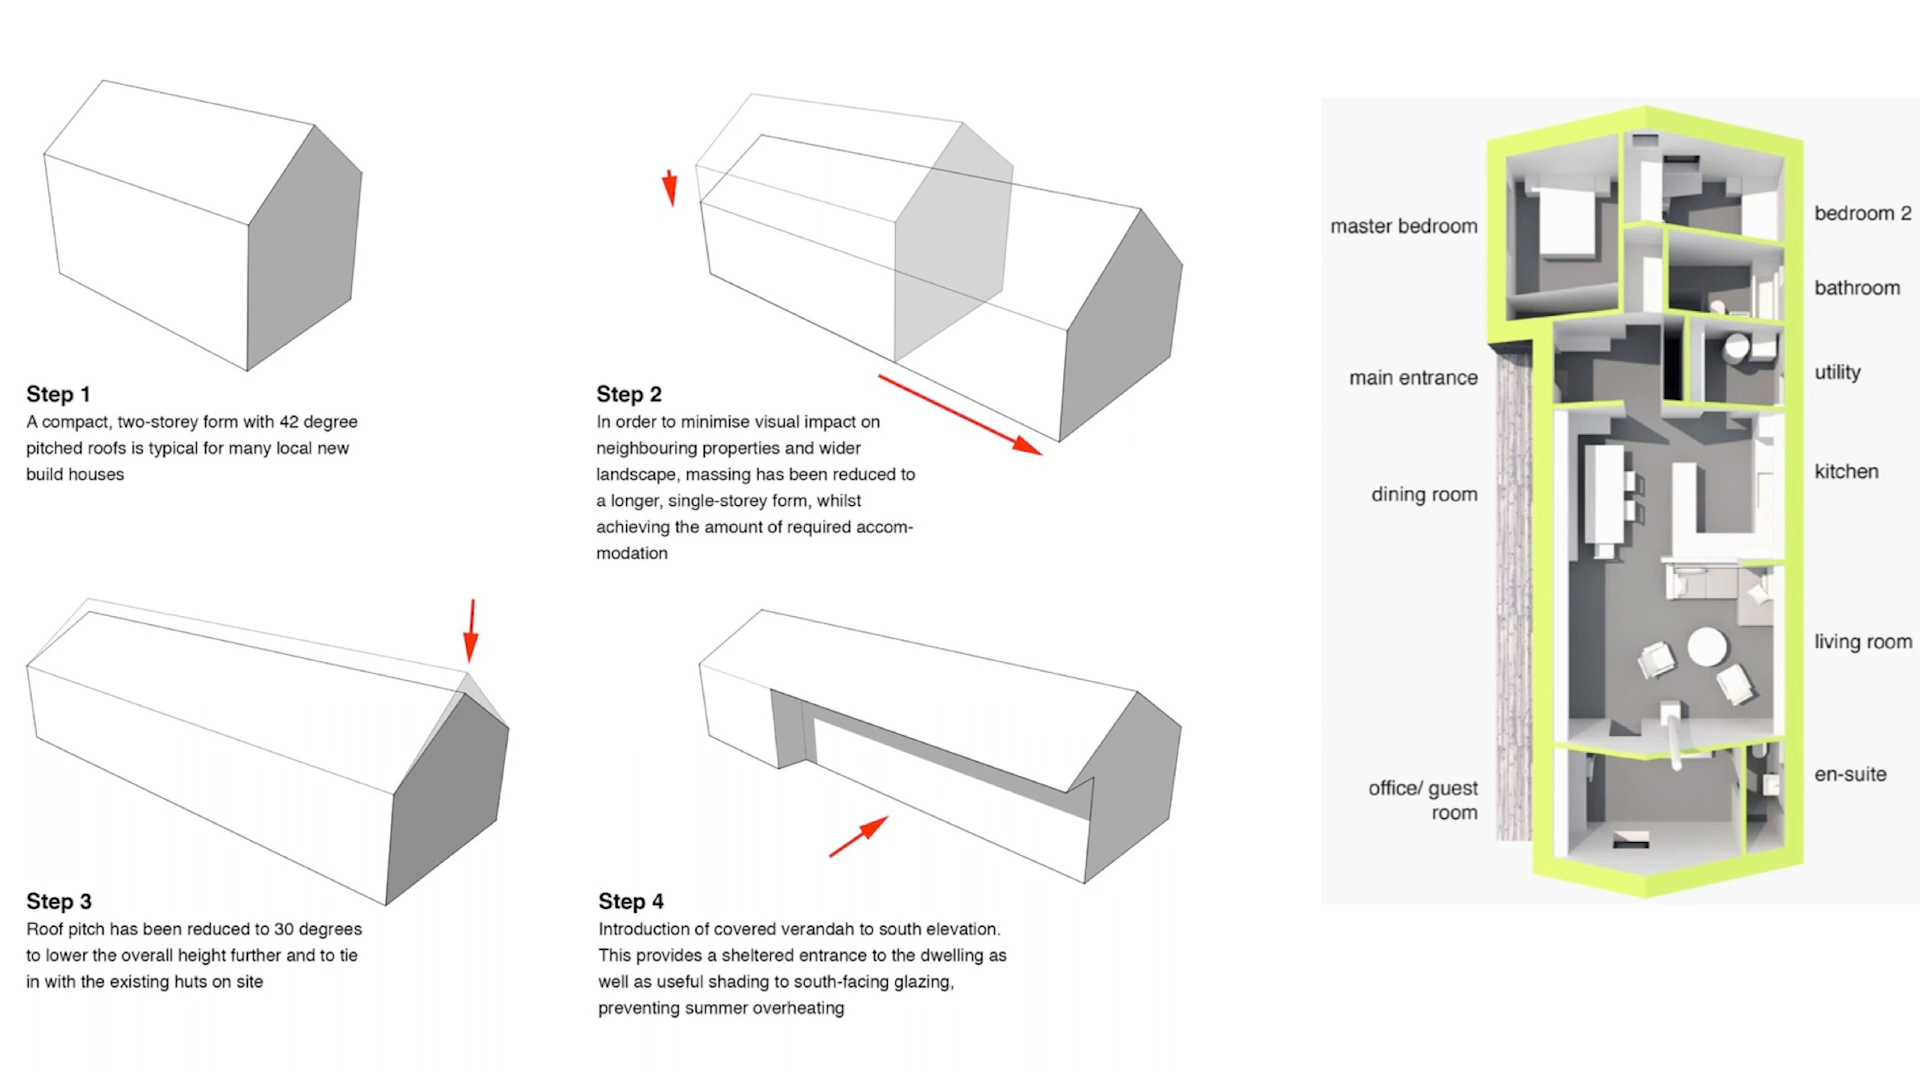 Step 1
A compact, two-storey form with 42 degree
pitched roofs is typical for many local new
build houses
Step 2
In order to minimise visual impact on
neighbouring properties and wider
landscape, massing has been reduced to
a longer, single-storey form, whilst
achieving the amount of required accom-
modation
Step 3
Roof pitch has been reduced to 30 degrees
to lower the overall height further and to tie
in with the existing huts on site
Step 4
Introduction of covered verandah to south elevation.
This provides a sheltered entrance to the dwelling as
well as useful shading to south-facing glazing,
preventing summer overheating
master bedroom
bedroom 2
bathroom
main entrance
utility
kitchen
dining room
living room
en-suite
office/ guest
room